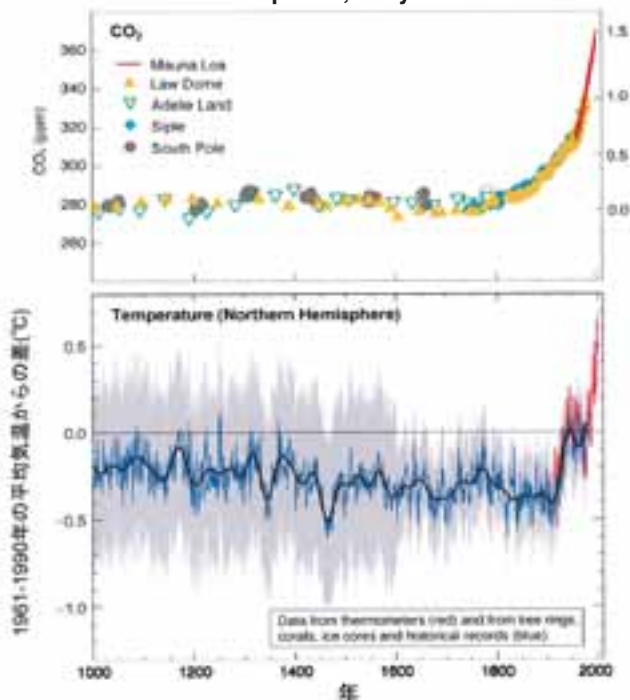 CO₂
Mauna Loa
Law Dome
Adelie Land
Siple
South Pole
CO₂ (ppm)
360
340
320
300
280
260
1.5
1.0
0.5
0.0
Temperature (Northern Hemisphere)
1961-1990年の平均気温からの差(℃)
0.5
0.0
−0.5
−1.0
Data from thermometers (red) and from tree rings,
corals, ice cores and historical records (blue)
1000
1200
1400
1600
1800
2000
年